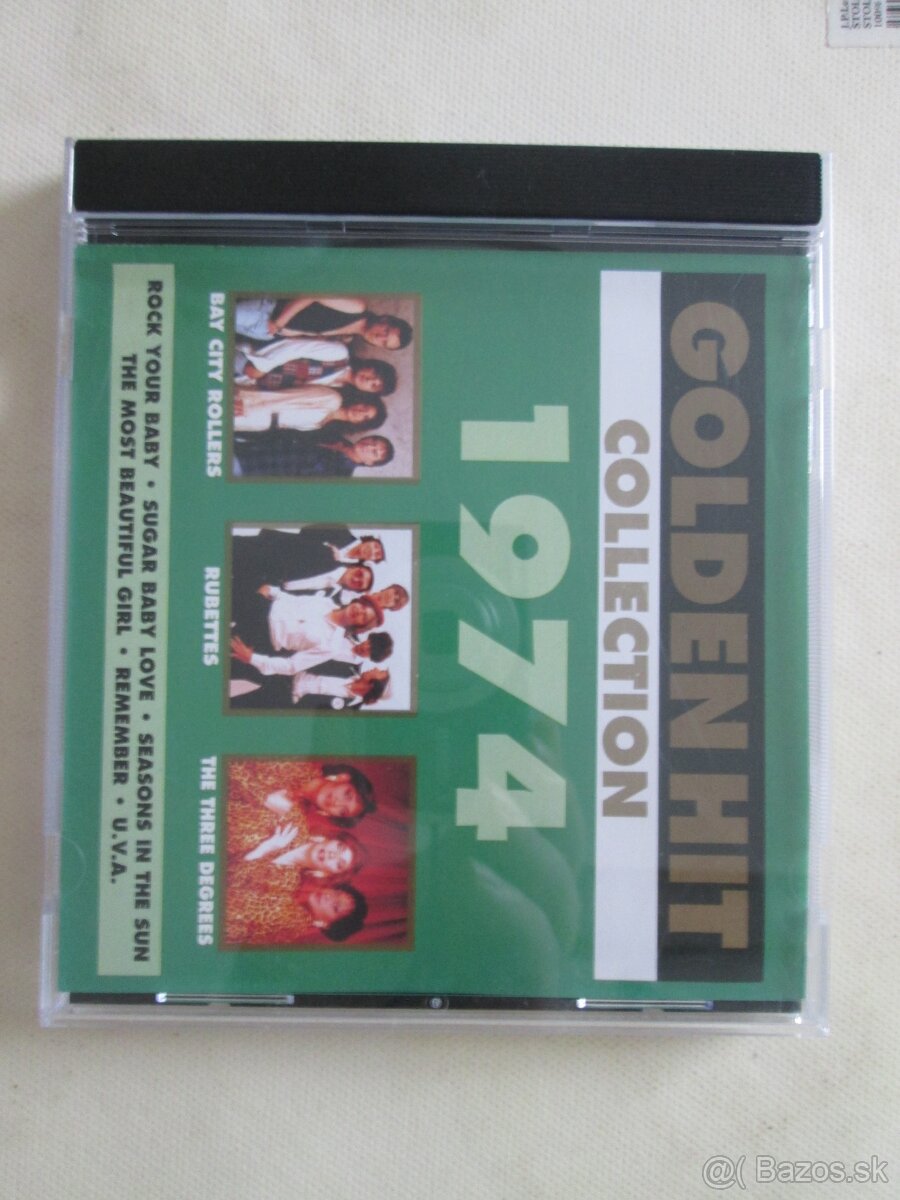 GOLDEN HIT
COLLECTION
1974
BAY CITY ROLLERS
RUBETTES
THE THREE DEGREES
ROCK YOUR BABY • SUGAR BABY LOVE • SEASONS IN THE SUN
THE MOST BEAUTIFUL GIRL • REMEMBER • U.V.A.
@( Bazos.sk